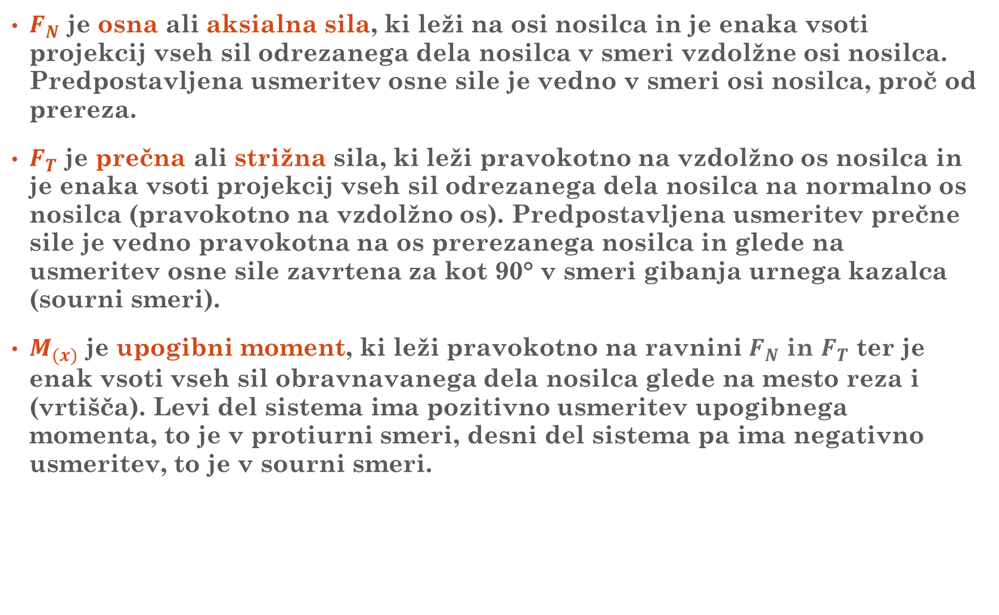 • F_N je osna ali aksialna sila, ki leži na osi nosilca in je enaka vsoti
projekcij vseh sil odrezanega dela nosilca v smeri vzdolžne osi nosilca.
Predpostavljena usmeritev osne sile je vedno v smeri osi nosilca, proč od
prereza.
• F_T je prečna ali strižna sila, ki leži pravokotno na vzdolžno os nosilca in
je enaka vsoti projekcij vseh sil odrezanega dela nosilca na normalno os
nosilca (pravokotno na vzdolžno os). Predpostavljena usmeritev prečne
sile je vedno pravokotna na os prerezanega nosilca in glede na
usmeritev osne sile zavrtena za kot 90° v smeri gibanja urnega kazalca
(sourni smeri).
• M_(x) je upogibni moment, ki leži pravokotno na ravnini F_N in F_T ter je
enak vsoti vseh sil obravnavanega dela nosilca glede na mesto reza i
(vrtišča). Levi del sistema ima pozitivno usmeritev upogibnega
momenta, to je v protiurni smeri, desni del sistema pa ima negativno
usmeritev, to je v sourni smeri.